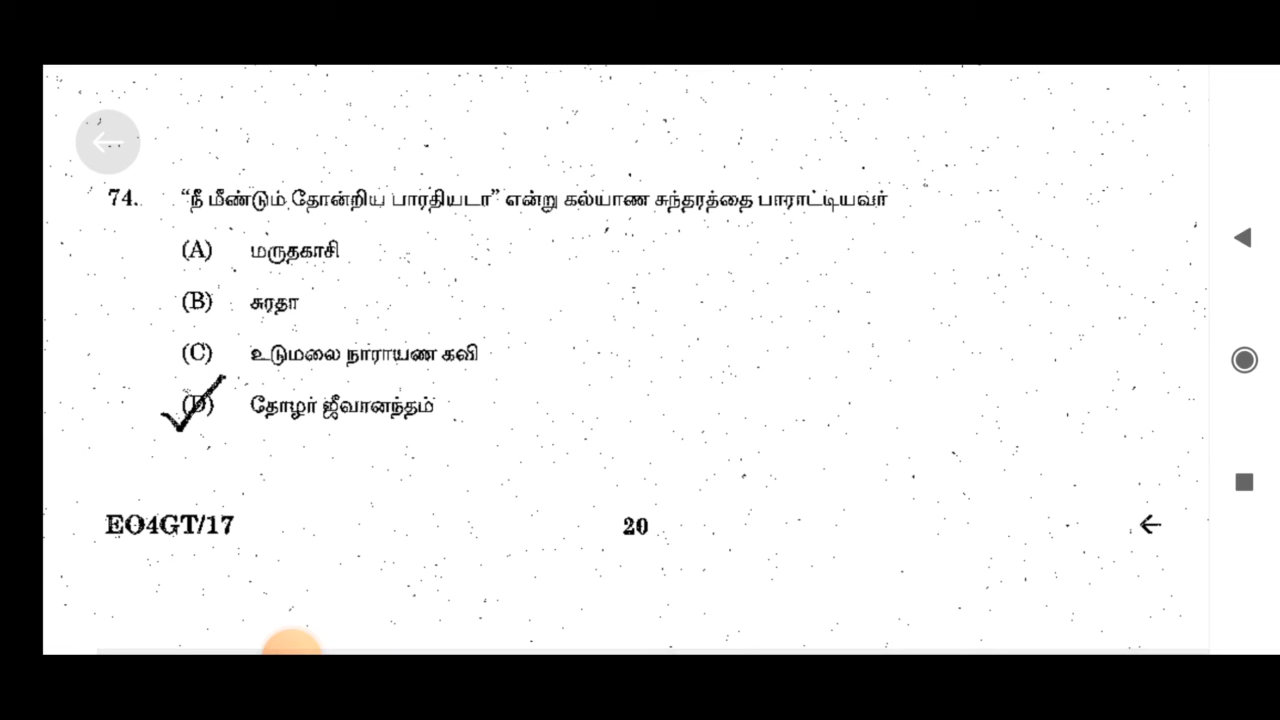 74. “நீ மீண்டும் தோன்றிய பாரதியடா” என்று கல்யாண சுந்தரத்தை பாராட்டியவர்
(A) மருதகாசி
(B) சுரதா
(C) உடுமலை நாராயண கவி
(D) தோழர் ஜீவானந்தம்
EO4GT/17 20 ←